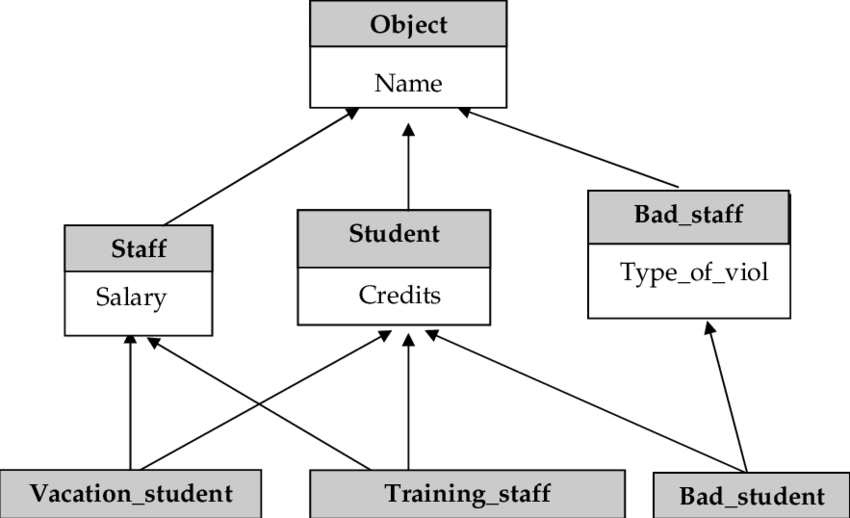 Object
Name
Staff
Salary
Student
Credits
Bad_staff
Type_of_viol
Vacation_student
Training_staff
Bad_student